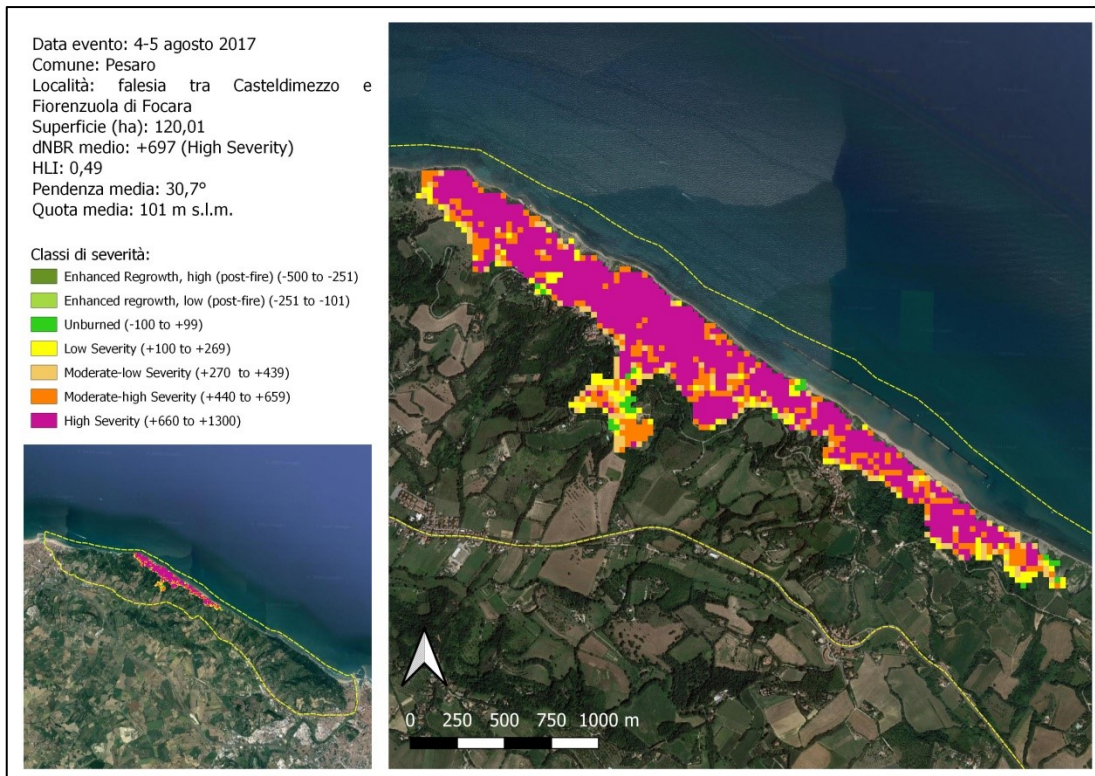 Data evento: 4-5 agosto 2017
Comune: Pesaro
Località: falesia tra Casteldimezzo e
Fiorenzuola di Focara
Superficie (ha): 120,01
dNBR medio: +697 (High Severity)
HLI: 0,49
Pendenza media: 30,7°
Quota media: 101 m s.l.m.
Classi di severità:
Enhanced Regrowth, high (post-fire) (-500 to -251)
Enhanced regrowth, low (post-fire) (-251 to -101)
Unburned (-100 to +99)
Low Severity (+100 to +269)
Moderate-low Severity (+270 to +439)
Moderate-high Severity (+440 to +659)
High Severity (+660 to +1300)
0 250 500 750 1000 m